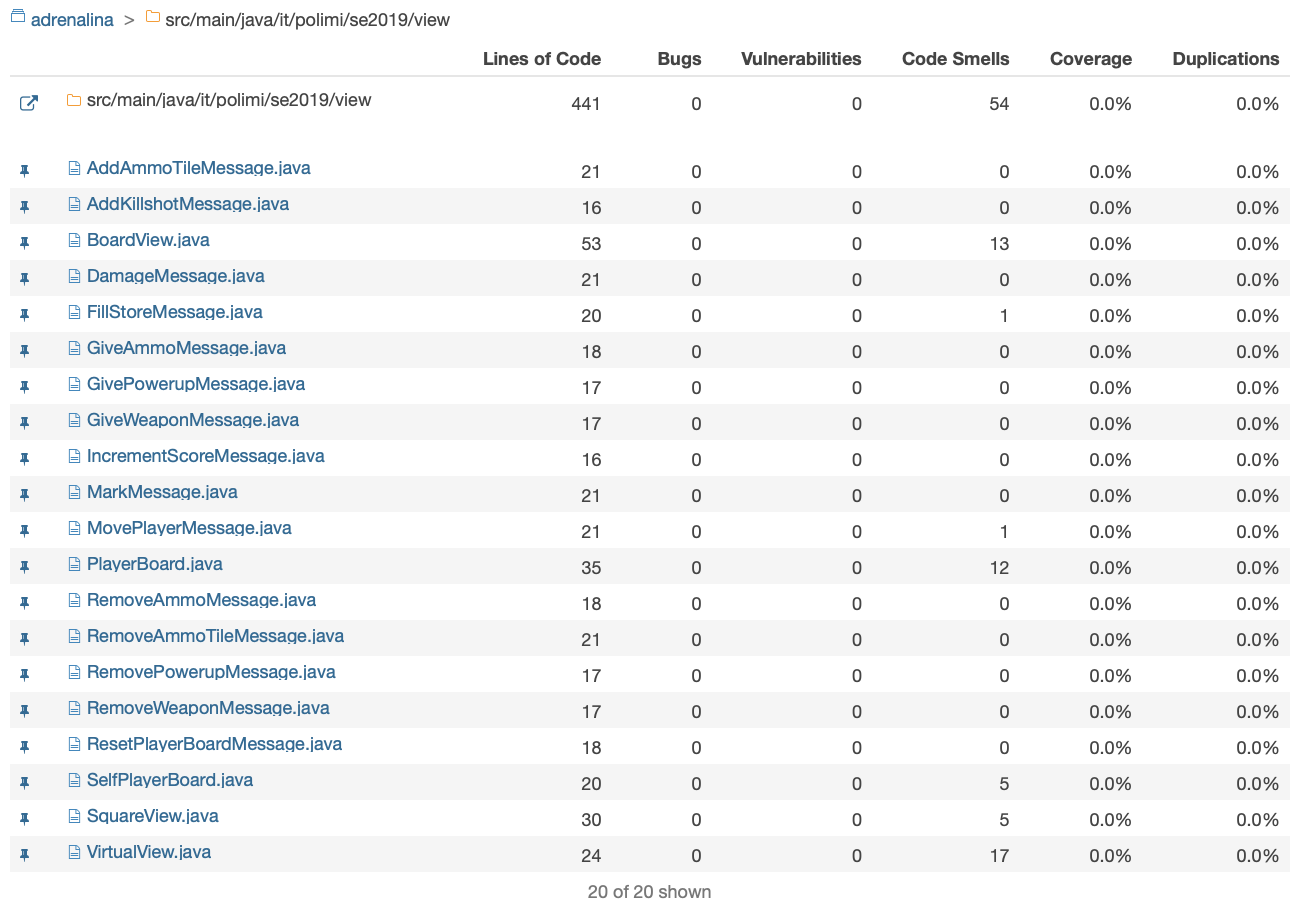 adrenalina > src/main/java/it/polimi/se2019/view
Lines of Code Bugs Vulnerabilities Code Smells Coverage Duplications
src/main/java/it/polimi/se2019/view 441 0 0 54 0.0% 0.0%
AddAmmoTileMessage.java 21 0 0 0 0.0% 0.0%
AddKillshotMessage.java 16 0 0 0 0.0% 0.0%
BoardView.java 53 0 0 13 0.0% 0.0%
DamageMessage.java 21 0 0 0 0.0% 0.0%
FillStoreMessage.java 20 0 0 1 0.0% 0.0%
GiveAmmoMessage.java 18 0 0 0 0.0% 0.0%
GivePowerupMessage.java 17 0 0 0 0.0% 0.0%
GiveWeaponMessage.java 17 0 0 0 0.0% 0.0%
IncrementScoreMessage.java 16 0 0 0 0.0% 0.0%
MarkMessage.java 21 0 0 0 0.0% 0.0%
MovePlayerMessage.java 21 0 0 1 0.0% 0.0%
PlayerBoard.java 35 0 0 12 0.0% 0.0%
RemoveAmmoMessage.java 18 0 0 0 0.0% 0.0%
RemoveAmmoTileMessage.java 21 0 0 0 0.0% 0.0%
RemovePowerupMessage.java 17 0 0 0 0.0% 0.0%
RemoveWeaponMessage.java 17 0 0 0 0.0% 0.0%
ResetPlayerBoardMessage.java 18 0 0 0 0.0% 0.0%
SelfPlayerBoard.java 20 0 0 5 0.0% 0.0%
SquareView.java 30 0 0 5 0.0% 0.0%
VirtualView.java 24 0 0 17 0.0% 0.0%
20 of 20 shown